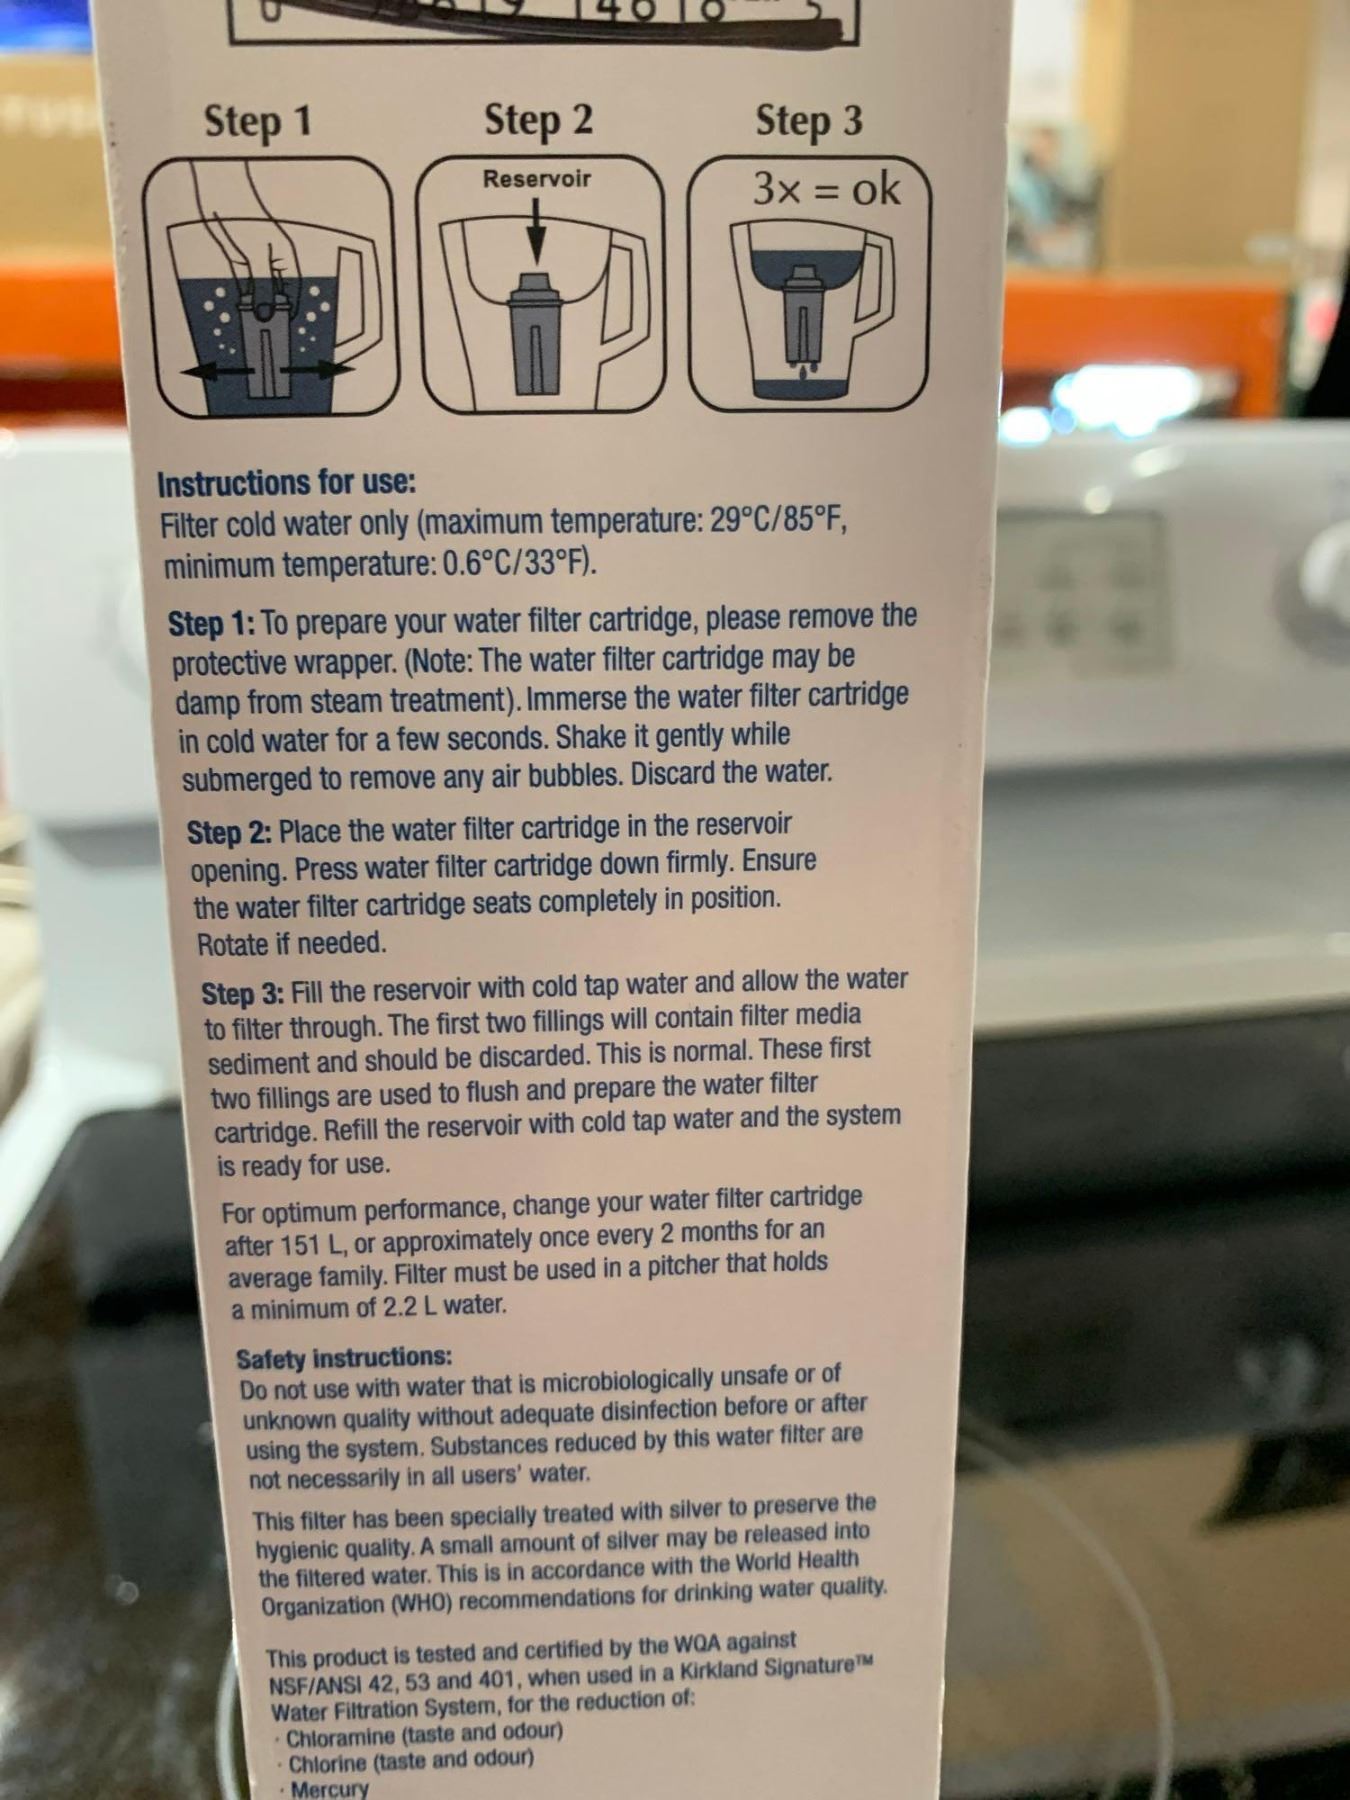 Step 1 Step 2 Step 3
Reservoir
3x = ok
Instructions for use:
Filter cold water only (maximum temperature: 29°C/85°F,
minimum temperature: 0.6°C/33°F).
Step 1: To prepare your water filter cartridge, please remove the
protective wrapper. (Note: The water filter cartridge may be
damp from steam treatment). Immerse the water filter cartridge
in cold water for a few seconds. Shake it gently while
submerged to remove any air bubbles. Discard the water.
Step 2: Place the water filter cartridge in the reservoir
opening. Press water filter cartridge down firmly. Ensure
the water filter cartridge seats completely in position.
Rotate if needed.
Step 3: Fill the reservoir with cold tap water and allow the water
to filter through. The first two fillings will contain filter media
sediment and should be discarded. This is normal. These first
two fillings are used to flush and prepare the water filter
cartridge. Refill the reservoir with cold tap water and the system
is ready for use.
For optimum performance, change your water filter cartridge
after 151 L, or approximately once every 2 months for an
average family. Filter must be used in a pitcher that holds
a minimum of 2.2 L water.
Safety instructions:
Do not use with water that is microbiologically unsafe or of
unknown quality without adequate disinfection before or after
using the system. Substances reduced by this water filter are
not necessarily in all users' water.
This filter has been specially treated with silver to preserve the
hygienic quality. A small amount of silver may be released into
the filtered water. This is in accordance with the World Health
Organization (WHO) recommendations for drinking water quality.
This product is tested and certified by the WQA against
NSF/ANSI 42, 53 and 401, when used in a Kirkland Signature™
Water Filtration System, for the reduction of:
· Chloramine (taste and odour)
· Chlorine (taste and odour)
· Mercury